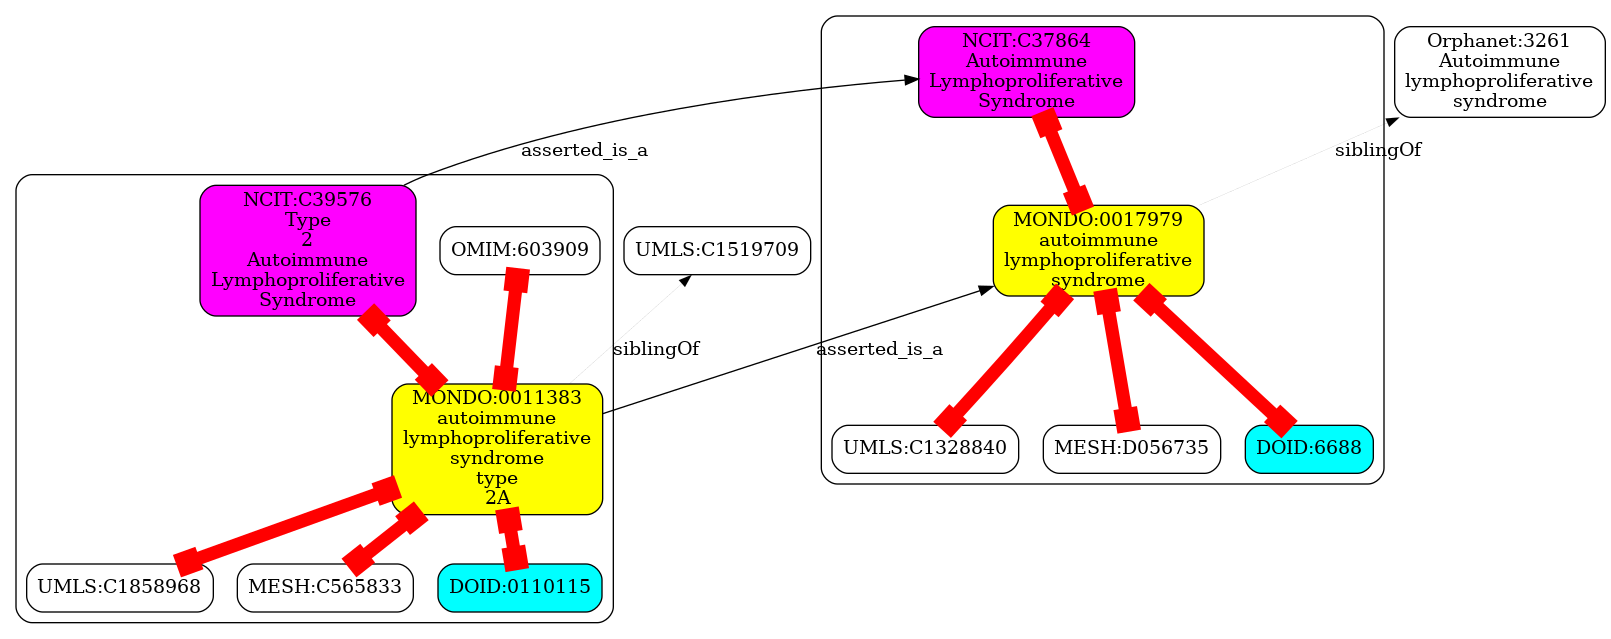 NCIT:C37864
Autoimmune
Lymphoproliferative
Syndrome
Orphanet:3261
Autoimmune
lymphoproliferative
syndrome
asserted_is_a
siblingOf
NCIT:C39576
Type
2
Autoimmune
Lymphoproliferative
Syndrome
OMIM:603909
UMLS:C1519709
MONDO:0017979
autoimmune
lymphoproliferative
syndrome
siblingOf
asserted_is_a
MONDO:0011383
autoimmune
lymphoproliferative
syndrome
type
2A
UMLS:C1328840
MESH:D056735
DOID:6688
UMLS:C1858968
MESH:C565833
DOID:0110115